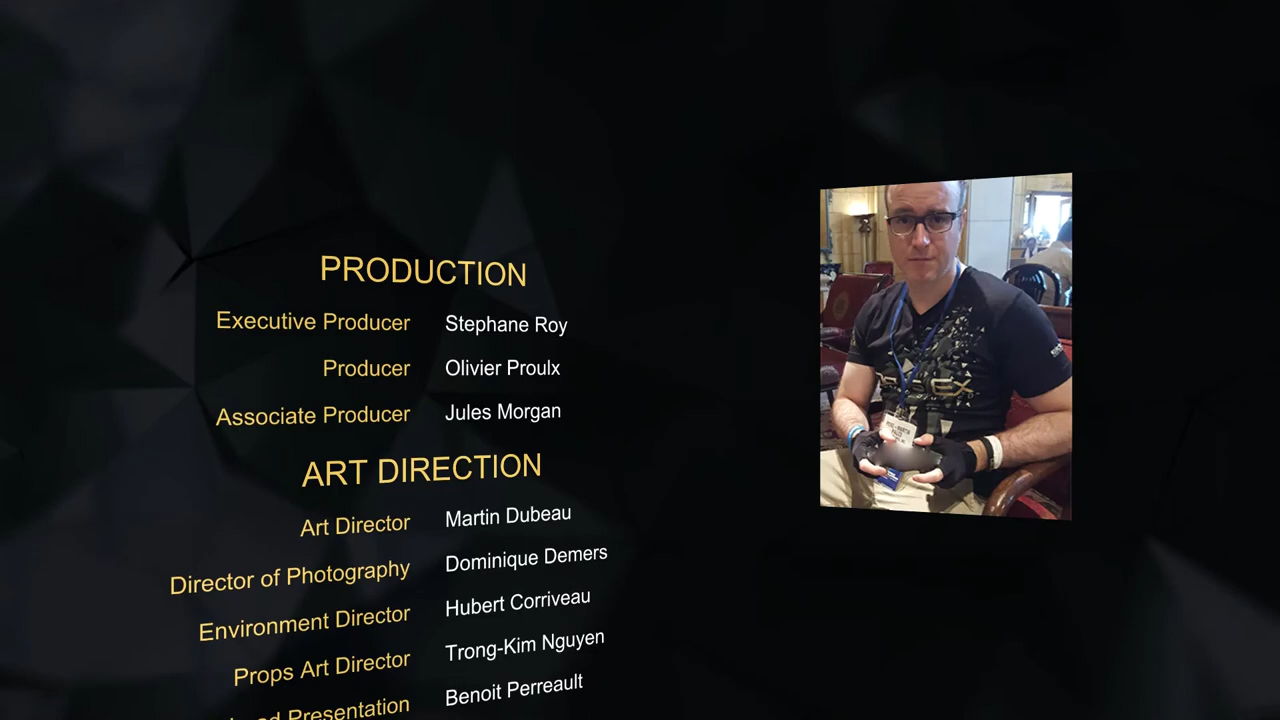 PRODUCTION
Executive Producer Stephane Roy
Producer Olivier Proulx
Associate Producer Jules Morgan
ART DIRECTION
Art Director Martin Dubeau
Director of Photography Dominique Demers
Environment Director Hubert Corriveau
Props Art Director Trong-Kim Nguyen
Presentation Benoit Perreault